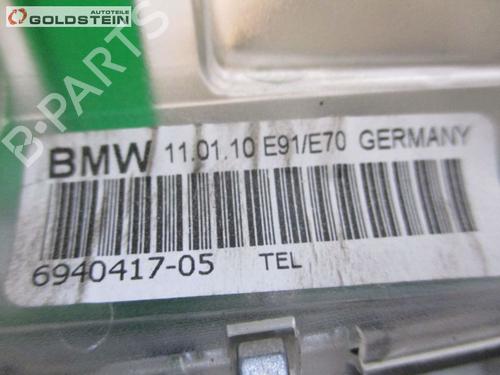 Autoteile
GOLDSTEIN
B-PARTS
BMW 11.01.10 E91/E70 GERMANY
6940417-05 TEL